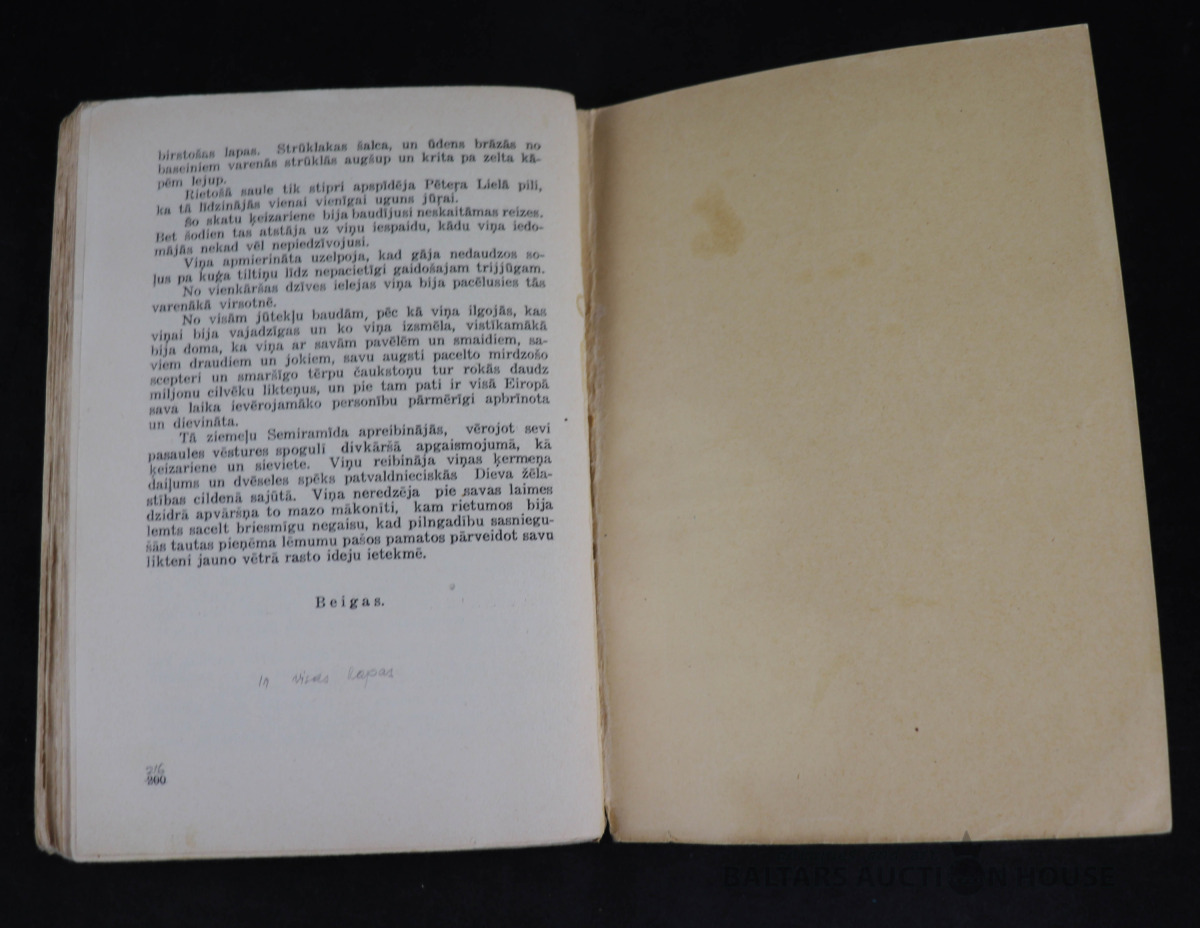 birstošas lapas. Strūklakas šalca, un ūdens brāzās no
baseiniem varenās strūklās augšup un krita pa zelta kā-
pēm lejup.
Rietošā saule tik stipri apspīdēja Pēteŗa Lielā pili,
ka tā līdzinājās vienai vienīgai uguns jūŗai.
Šo skatu ķeizariene bija baudījusi neskaitāmas reizes.
Bet šodien tas atstāja uz viņu iespaidu, kādu viņa iedo-
mājās nekad vēl nepiedzīvojusi.
Viņa apmierināta uzelpoja, kad gāja nedaudzos so-
ļus pa kuģa tiltiņu līdz nepacietīgi gaidošajam trijjūgam.
No vienkāršas dzīves ielejas viņa bija pacēlusies tās
varenākā virsotnē.
No visām jūtekļu baudām, pēc kā viņa ilgojās, kas
viņai bija vajadzīgas un ko viņa izsmēla, vistīkamākā
bija doma, ka viņa ar savām pavēlēm un smaidiem, sa-
viem draudiem un jokiem, savu augsti pacelto mirdzošo
scepteri un smaršīgo tērpu čaukstoņu tur rokās daudz
miljonu cilvēku likteņus, un pie tam pati ir visā Eiropā
sava laika ievērojamāko personību pārmērīgi apbrīnota
un dievināta.
Tā ziemeļu Semiramīda apreibinājās, vērojot sevi
pasaules vēstures spogulī divkāršā apgaismojumā, kā
ķeizariene un sieviete. Viņu reibināja viņas ķermeņa
daiļums un dvēseles spēks patvaldnieciskās Dieva žēla-
stības cildenā sajūtā. Viņa neredzēja pie savas laimes
dzidrā apvāršņa to mazo mākonīti, kam rietumos bija
lemts sacelt briesmīgu negaisu, kad pilngadību sasniegu-
šās tautas pieņēma lēmumu pašos pamatos pārveidot savu
likteni jauno vētrā rasto ideju ietekmē.
Beigas.
ir visas lapas
216
200
BALTARS AUCTION HOUSE